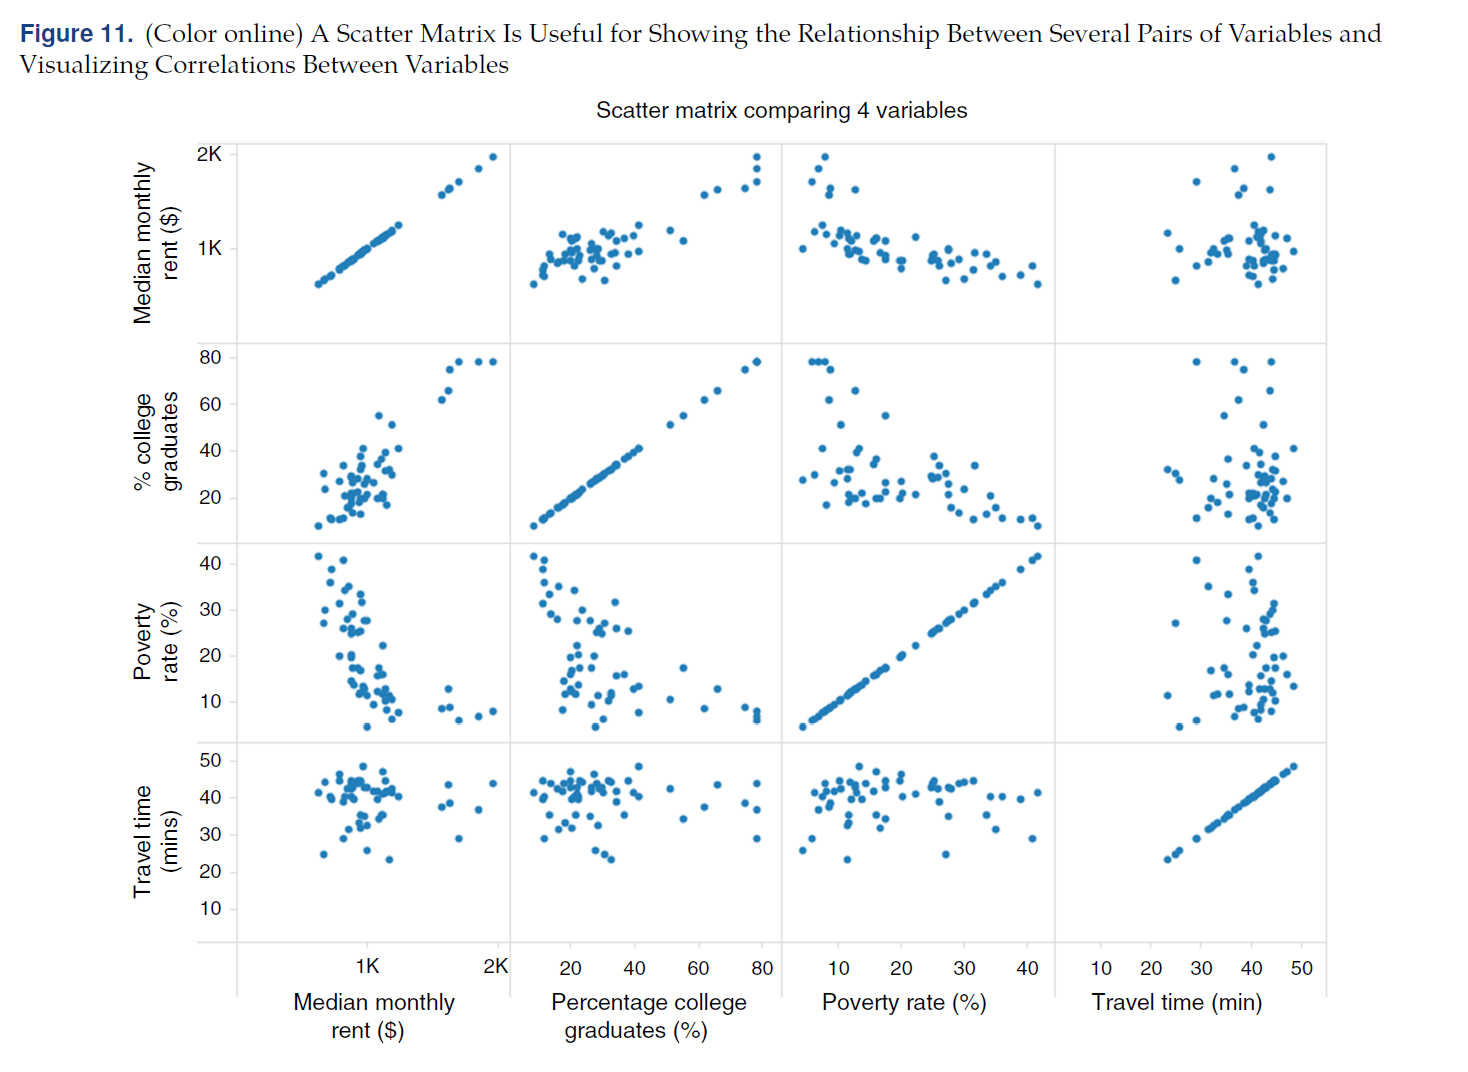 Figure 11. (Color online) A Scatter Matrix Is Useful for Showing the Relationship Between Several Pairs of Variables and
Visualizing Correlations Between Variables
Scatter matrix comparing 4 variables
Median monthly
rent ($)
2K
1K
% college
graduates
80
60
40
20
Poverty
rate (%)
40
30
20
10
Travel time
(mins)
50
40
30
20
10
1K 2K 20 40 60 80 10 20 30 40 10 20 30 40 50
Median monthly
rent ($)
Percentage college
graduates (%)
Poverty rate (%)
Travel time (min)